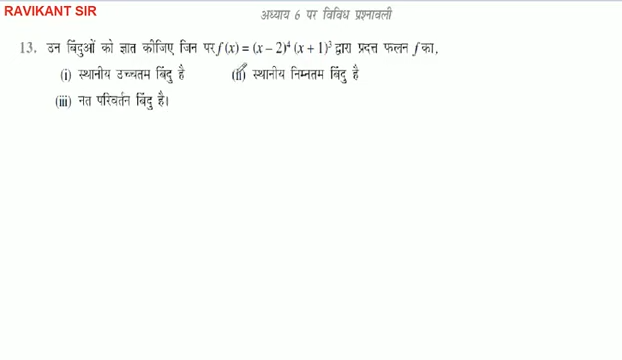 RAVIKANT SIR
अध्याय 6 पर विविध प्रश्नावली
13. उन बिंदुओं को ज्ञात कीजिए जिन पर f (x) = (x – 2)⁴ (x + 1)³ द्वारा प्रदत्त फलन f का,
(i) स्थानीय उच्चतम बिंदु है (ii) स्थानीय निम्नतम बिंदु है
(iii) नत परिवर्तन बिंदु है।